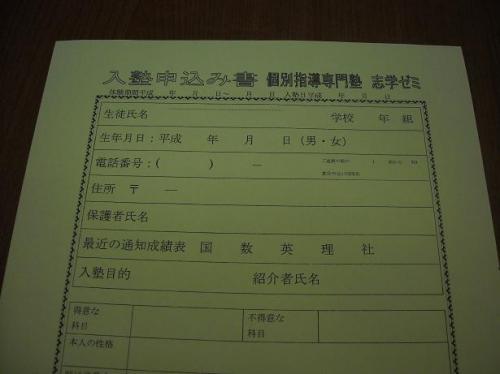 入塾申込み書 個別指導専門塾 志学ゼミ
体験期間平成 年 月 日～ 月 日 入塾日平成 年 月 日
生徒氏名 学校 年 組
生年月日：平成 年 月 日（男・女）
電話番号：( ) ―
住所 〒 ―
保護者氏名
最近の通知成績表 国 数 英 理 社
入塾目的 紹介者氏名
得意な科目 不得意な科目
本人の性格